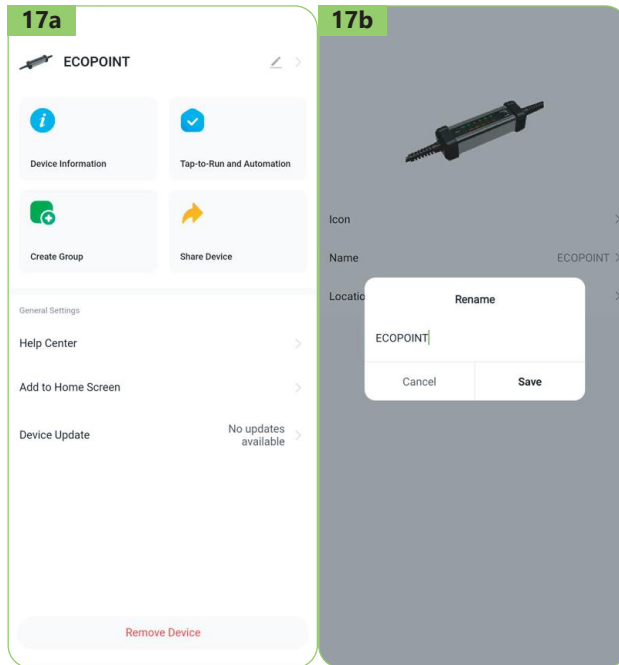 17a
ECOPOINT
Device Information
Tap-to-Run and Automation
Create Group
Share Device
General Settings
Help Center
Add to Home Screen
Device Update
No updates
available
Remove Device
17b
Icon
Name
ECOPOINT
Locatio
Rename
ECOPOINT
Cancel
Save